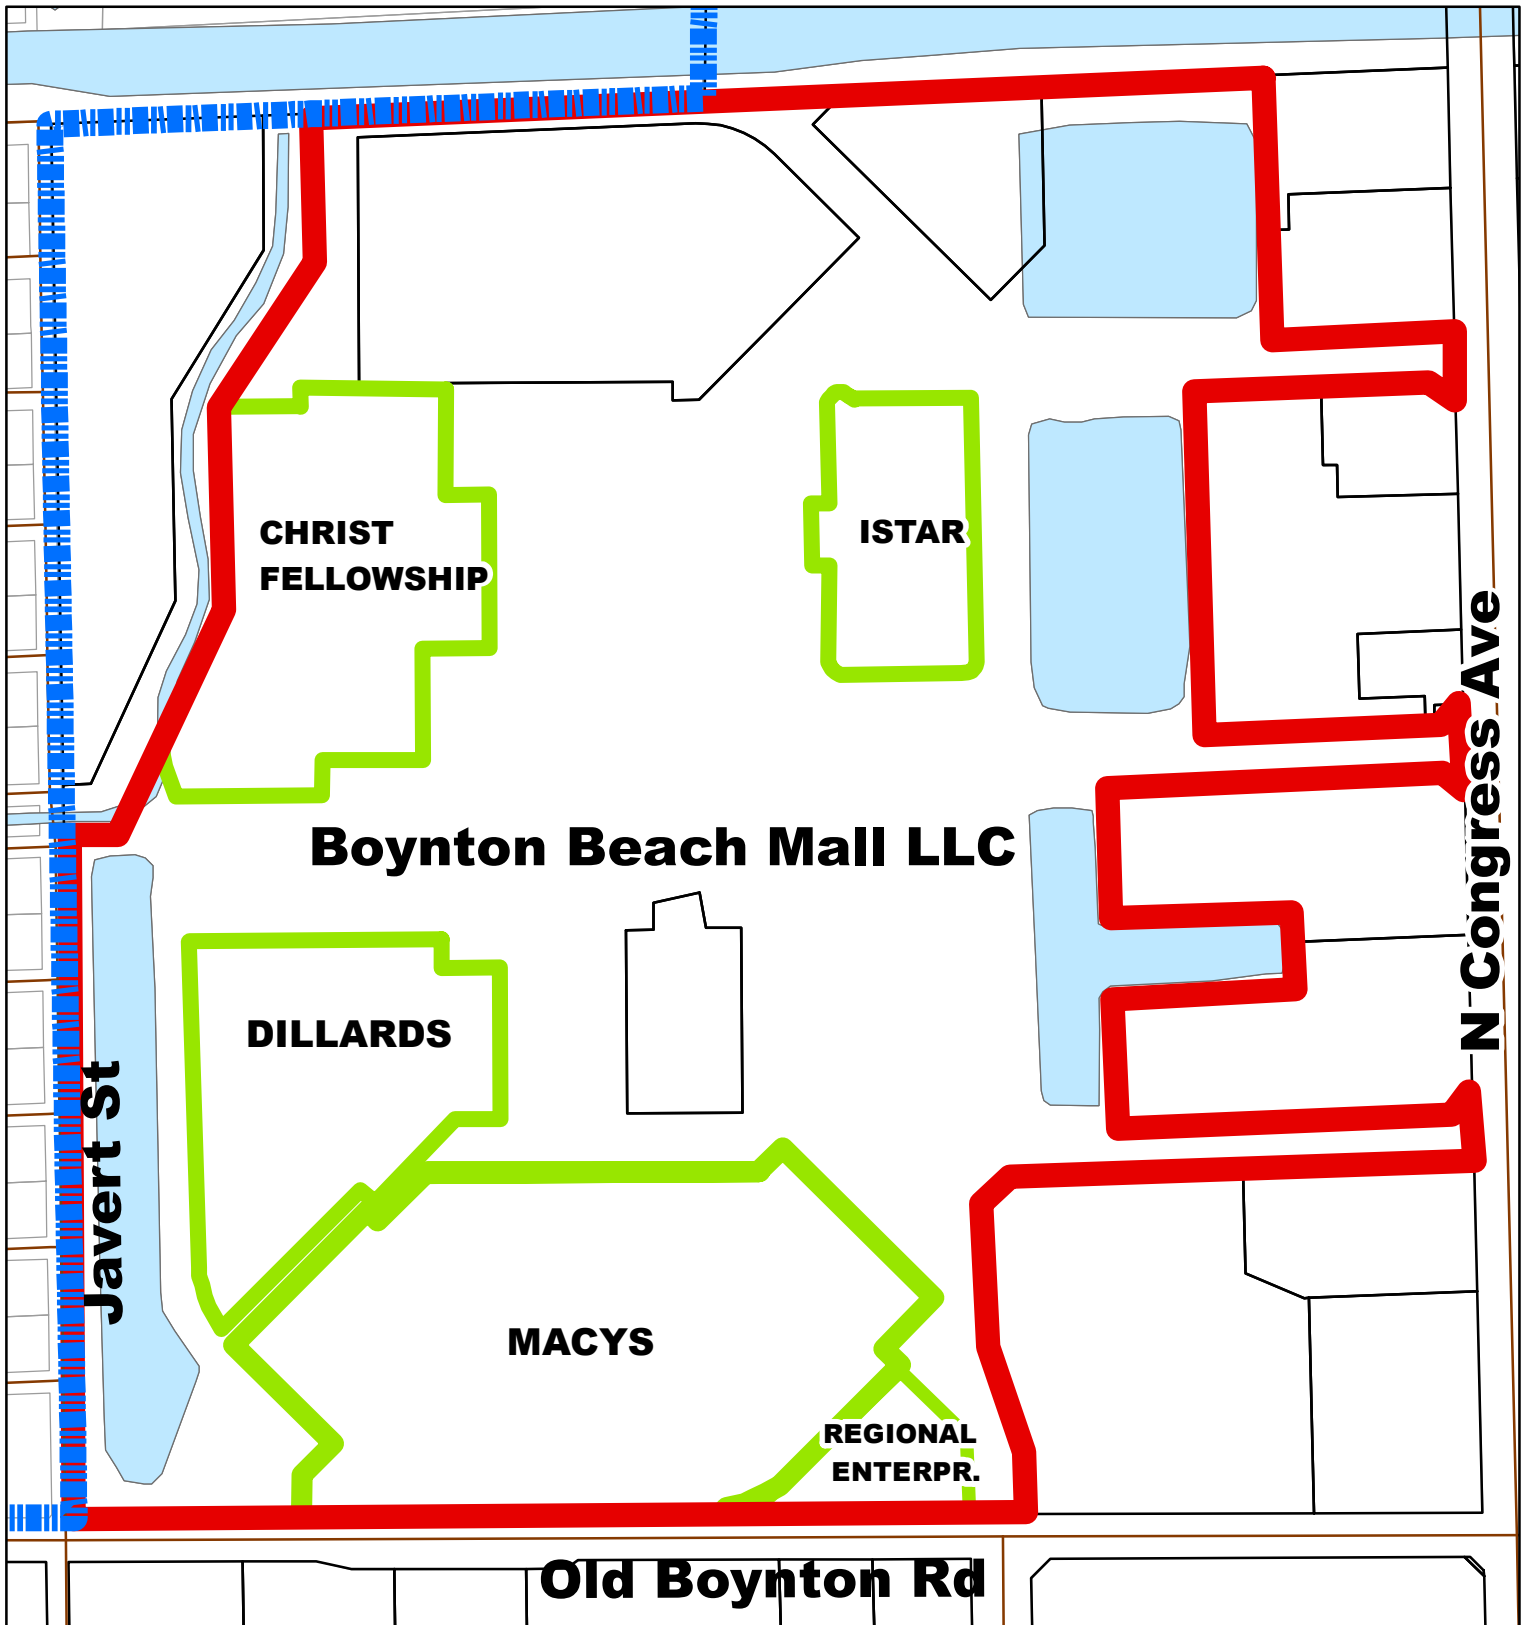 CHRIST
FELLOWSHIP
ISTAR
N Congress Ave
Boynton Beach Mall LLC
DILLARDS
Javert St
MACYS
REGIONAL
ENTERPR.
Old Boynton Rd